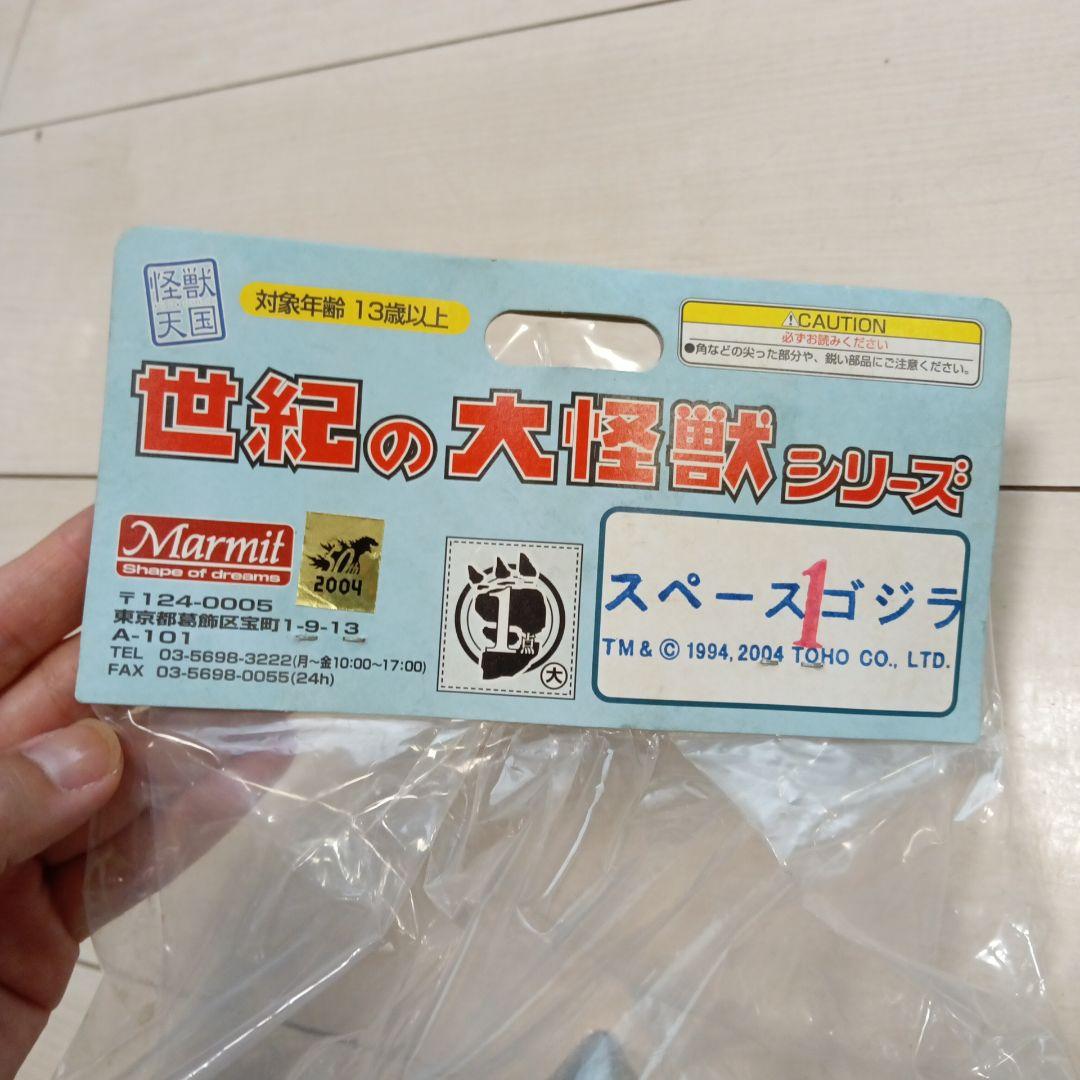 怪獣
天国
対象年齢 13歳以上
⚠CAUTION
必ずお読みください
●角などの尖った部分や、鋭い部品にご注意ください。
世紀の大怪獣シリーズ
Marmit
Shape of dreams
50th
2004
〒124-0005
東京都葛飾区宝町1-9-13
A-101
TEL 03-5698-3222(月〜金10:00〜17:00)
FAX 03-5698-0055(24h)
1点
大
スペースゴジラ
1
TM & © 1994, 2004 TOHO CO., LTD.